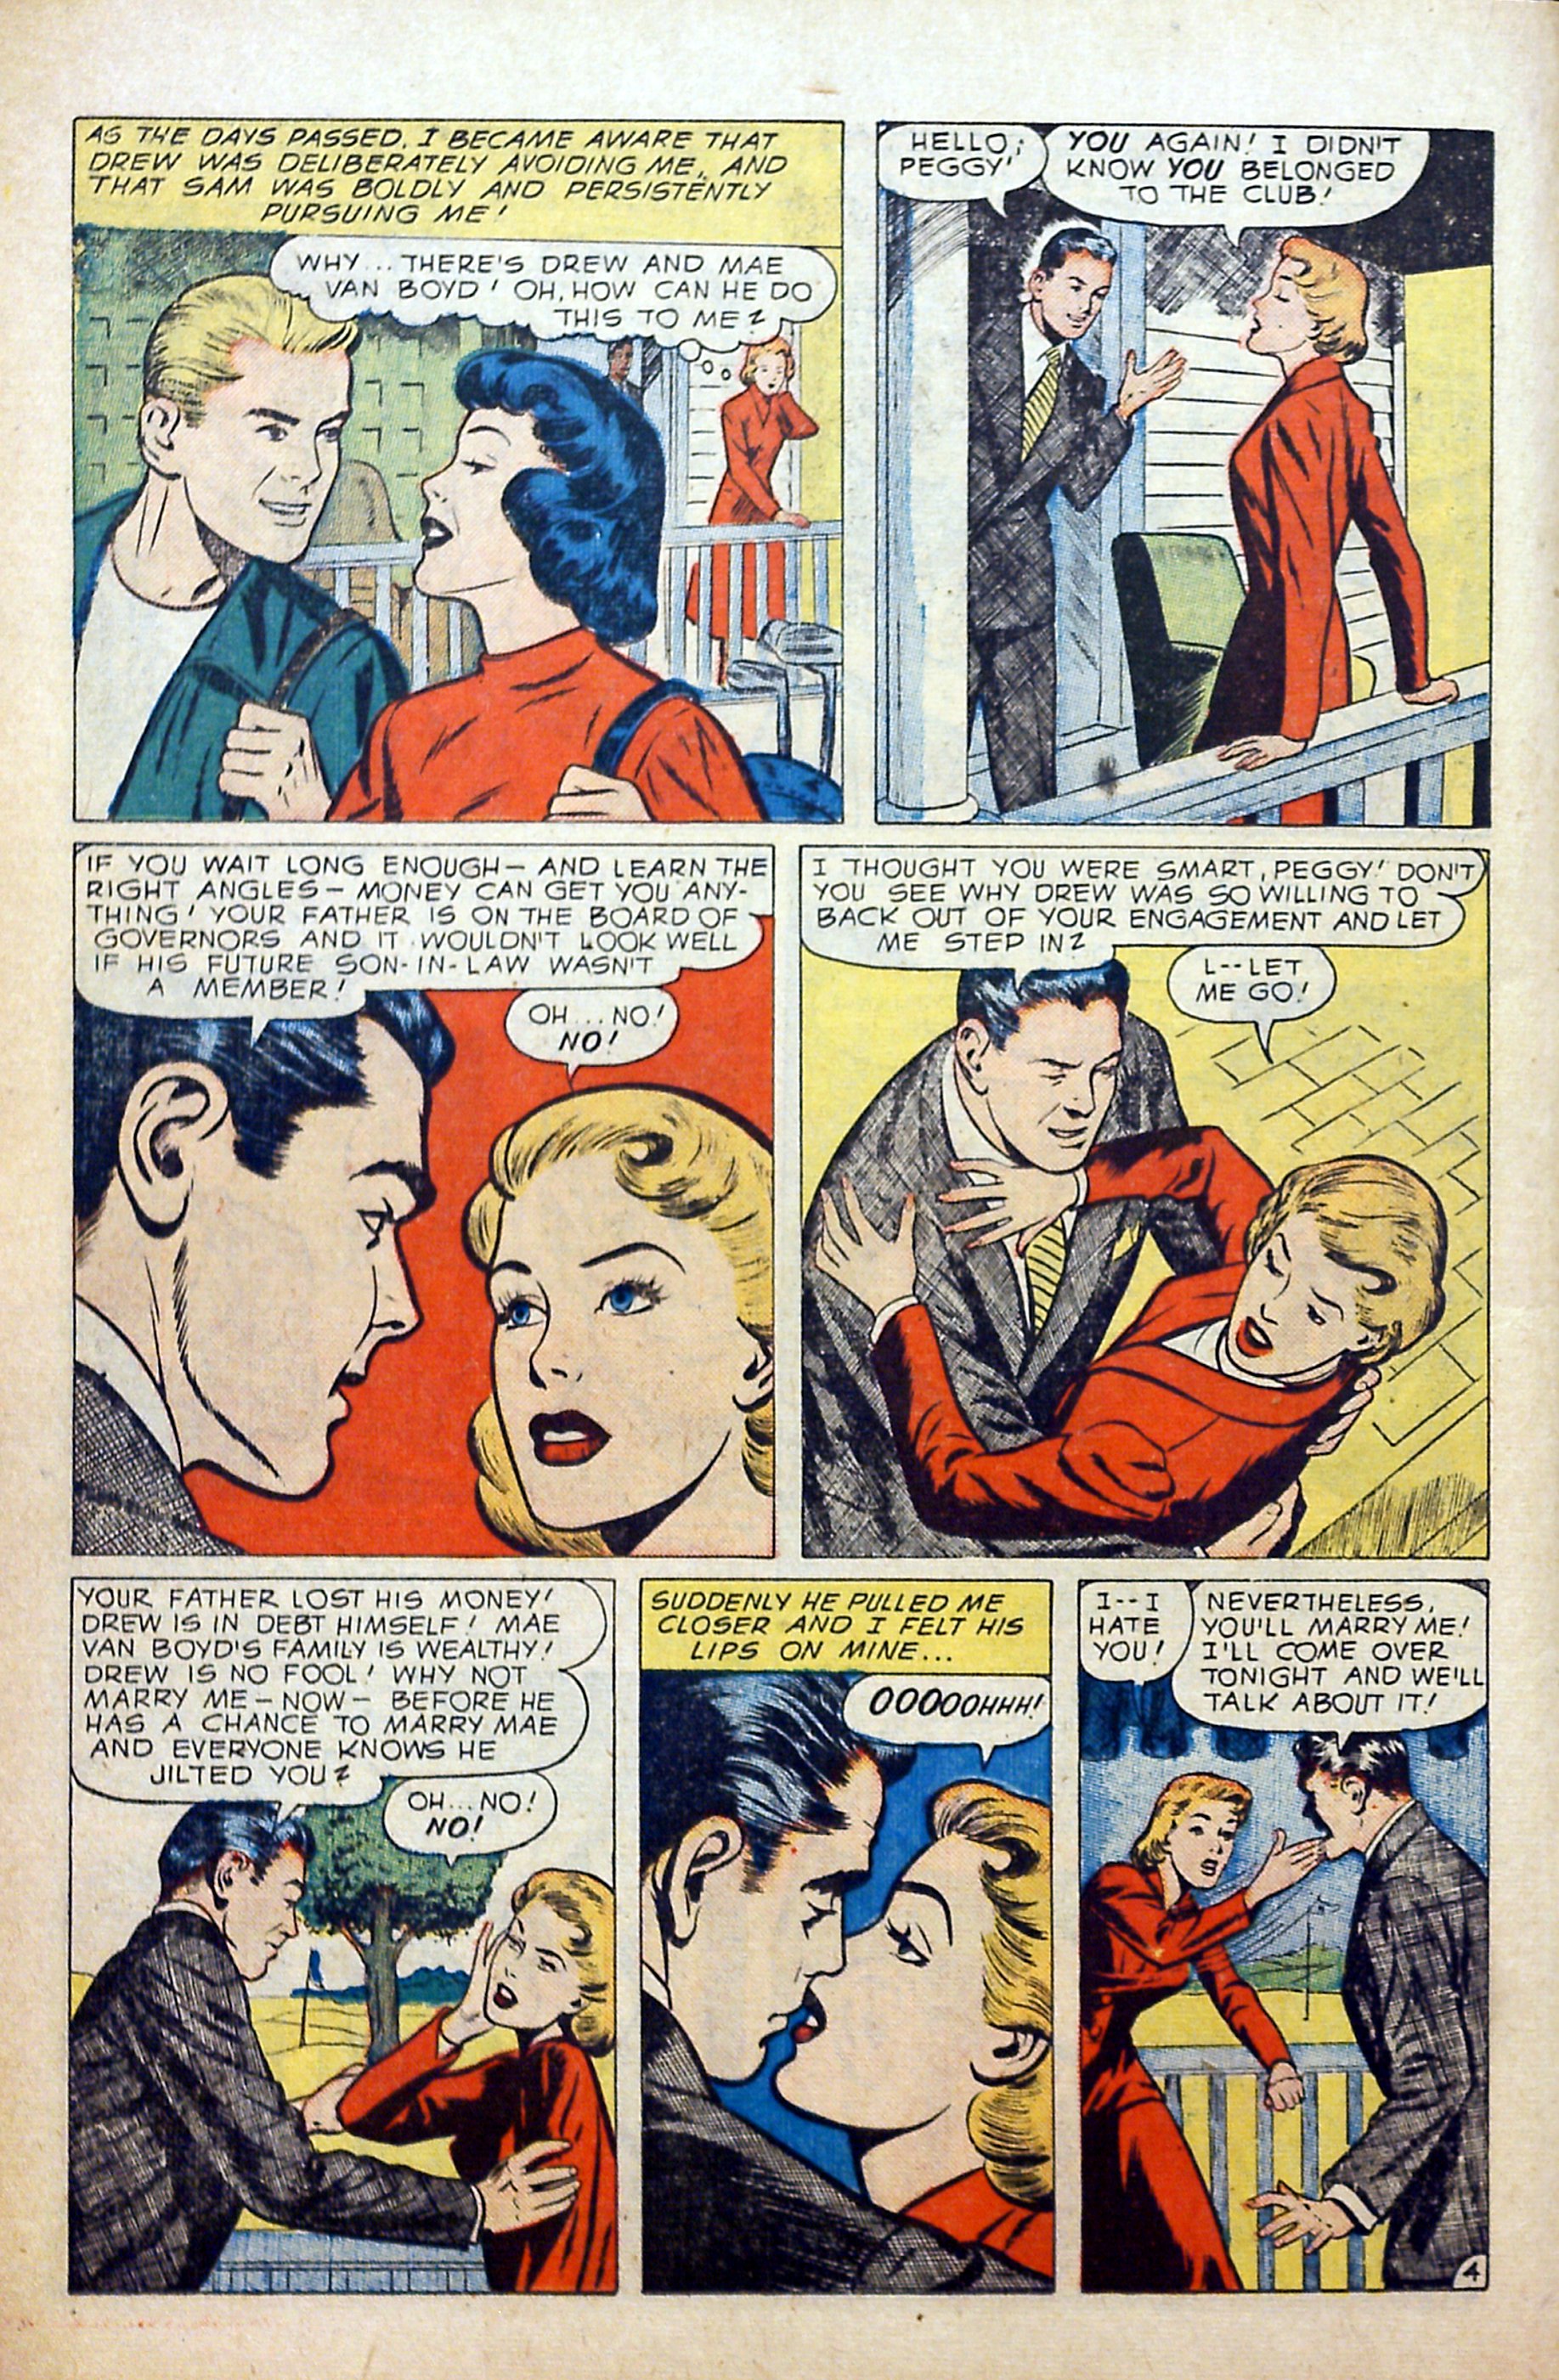 AS THE DAYS PASSED, I BECAME AWARE THAT
DREW WAS DELIBERATELY AVOIDING ME, AND
THAT SAM WAS BOLDLY AND PERSISTENTLY
PURSUING ME!
WHY... THERE'S DREW AND MAE
VAN BOYD! OH, HOW CAN HE DO
THIS TO ME?
HELLO,
PEGGY!
YOU AGAIN! I DIDN'T
KNOW YOU BELONGED
TO THE CLUB!
IF YOU WAIT LONG ENOUGH — AND LEARN THE
RIGHT ANGLES — MONEY CAN GET YOU ANY-
THING! YOUR FATHER IS ON THE BOARD OF
GOVERNORS AND IT WOULDN'T LOOK WELL
IF HIS FUTURE SON-IN-LAW WASN'T
A MEMBER!
OH... NO!
NO!
I THOUGHT YOU WERE SMART, PEGGY! DON'T
YOU SEE WHY DREW WAS SO WILLING TO
BACK OUT OF YOUR ENGAGEMENT AND LET
ME STEP IN?
L--LET
ME GO!
YOUR FATHER LOST HIS MONEY!
DREW IS IN DEBT HIMSELF! MAE
VAN BOYD'S FAMILY IS WEALTHY!
DREW IS NO FOOL! WHY NOT
MARRY ME — NOW — BEFORE HE
HAS A CHANCE TO MARRY MAE
AND EVERYONE KNOWS HE
JILTED YOU?
OH... NO!
NO!
SUDDENLY HE PULLED ME
CLOSER AND I FELT HIS
LIPS ON MINE...
OOOOOHHH!
I--I
HATE
YOU!
NEVERTHELESS,
YOU'LL MARRY ME!
I'LL COME OVER
TONIGHT AND WE'LL
TALK ABOUT IT!
4